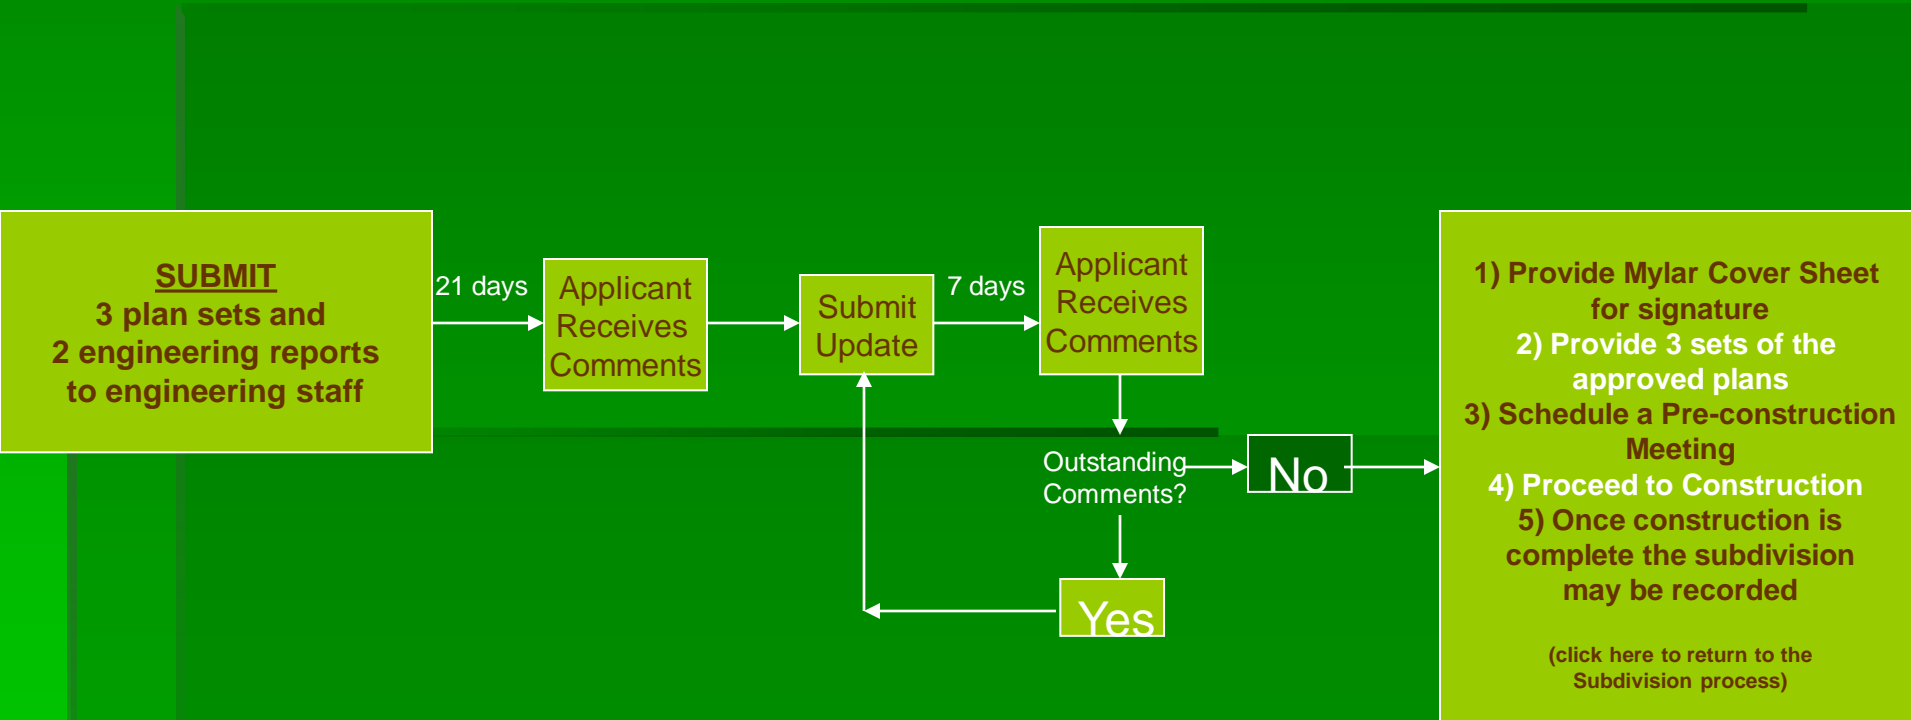 SUBMIT
3 plan sets and
2 engineering reports
to engineering staff
21 days
Applicant
Receives
Comments
Submit
Update
7 days
Applicant
Receives
Comments
Outstanding
Comments?
No
Yes
1) Provide Mylar Cover Sheet
for signature
2) Provide 3 sets of the
approved plans
3) Schedule a Pre-construction
Meeting
4) Proceed to Construction
5) Once construction is
complete the subdivision
may be recorded
(click here to return to the
Subdivision process)